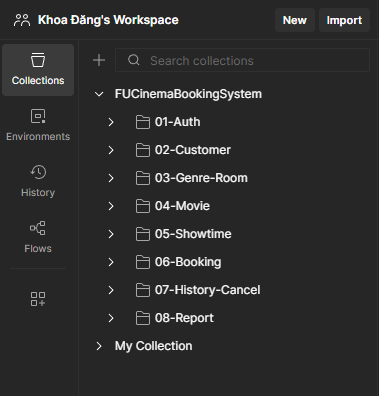 Khoa Đăng's Workspace New Import
Collections
Search collections
FUCinemaBookingSystem
01-Auth
02-Customer
03-Genre-Room
04-Movie
05-Showtime
06-Booking
07-History-Cancel
08-Report
My Collection
Environments
History
Flows